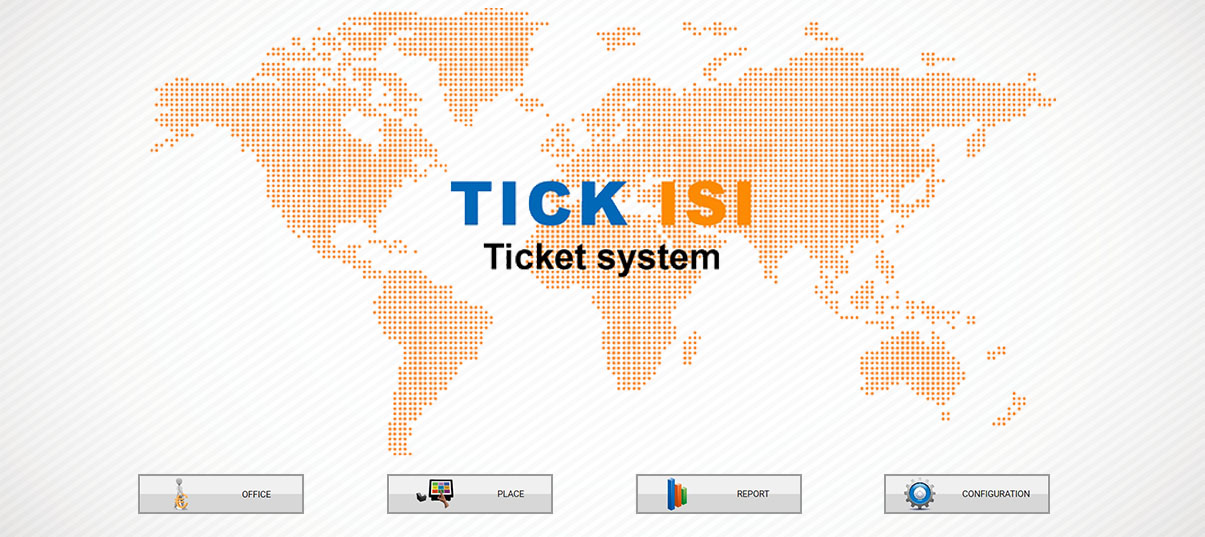 TICK ISI
Ticket system
OFFICE
PLACE
REPORT
CONFIGURATION